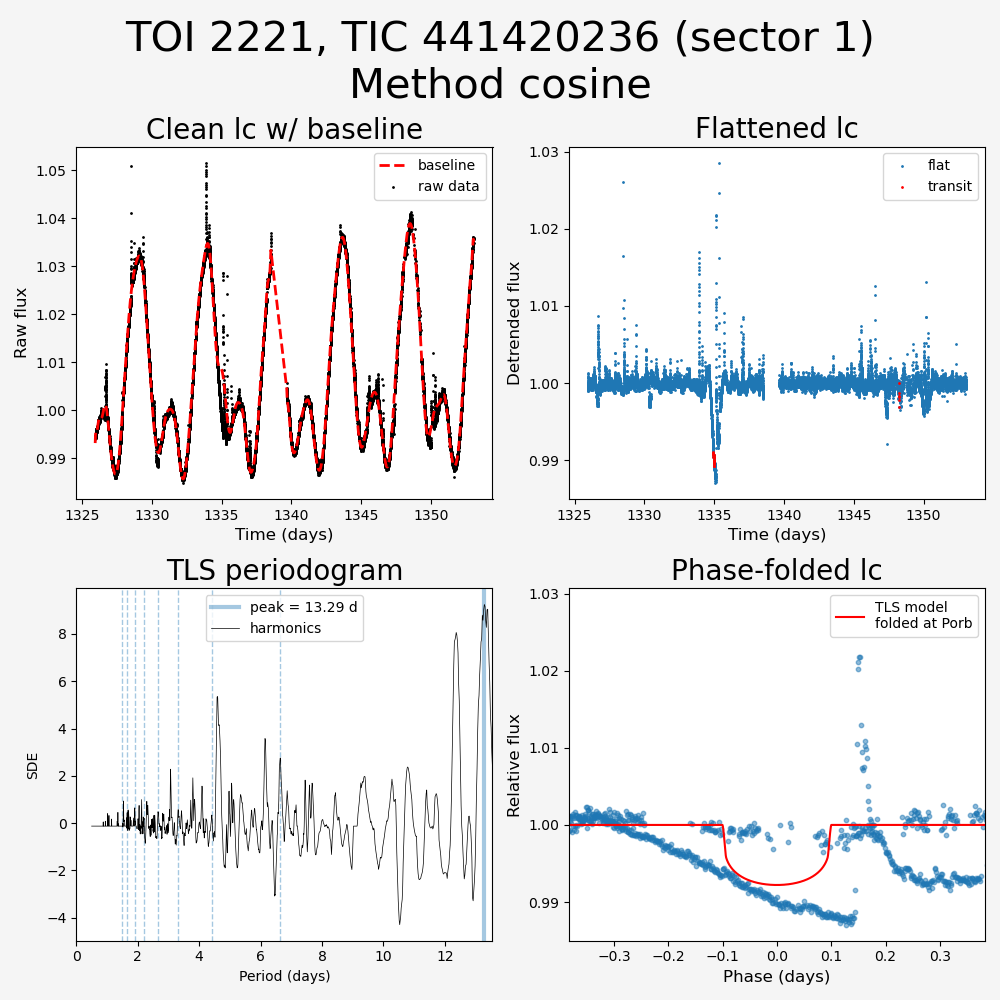 TOI 2221, TIC 441420236 (sector 1)
Method cosine
Clean lc w/ baseline
baseline
raw data
1.05
1.04
1.03
1.02
1.01
1.00
0.99
Raw flux
1325
1330
1335
1340
1345
1350
Time (days)
Flattened lc
flat
transit
1.03
1.02
1.01
1.00
0.99
Detrended flux
1325
1330
1335
1340
1345
1350
Time (days)
TLS periodogram
peak = 13.29 d
harmonics
8
6
4
2
0
−2
−4
SDE
0
2
4
6
8
10
12
Period (days)
Phase-folded lc
TLS model
folded at Porb
1.03
1.02
1.01
1.00
0.99
Relative flux
−0.3
−0.2
−0.1
0.0
0.1
0.2
0.3
Phase (days)